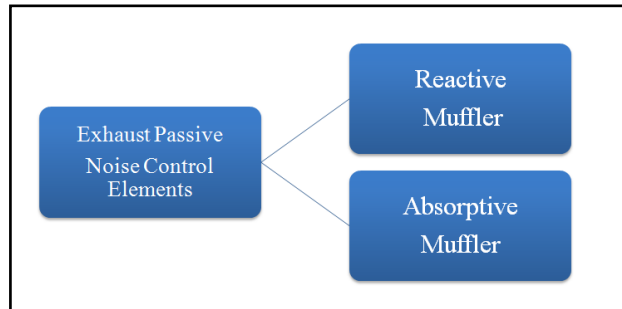 Exhaust Passive
Noise Control
Elements
Reactive
Muffler
Absorptive
Muffler